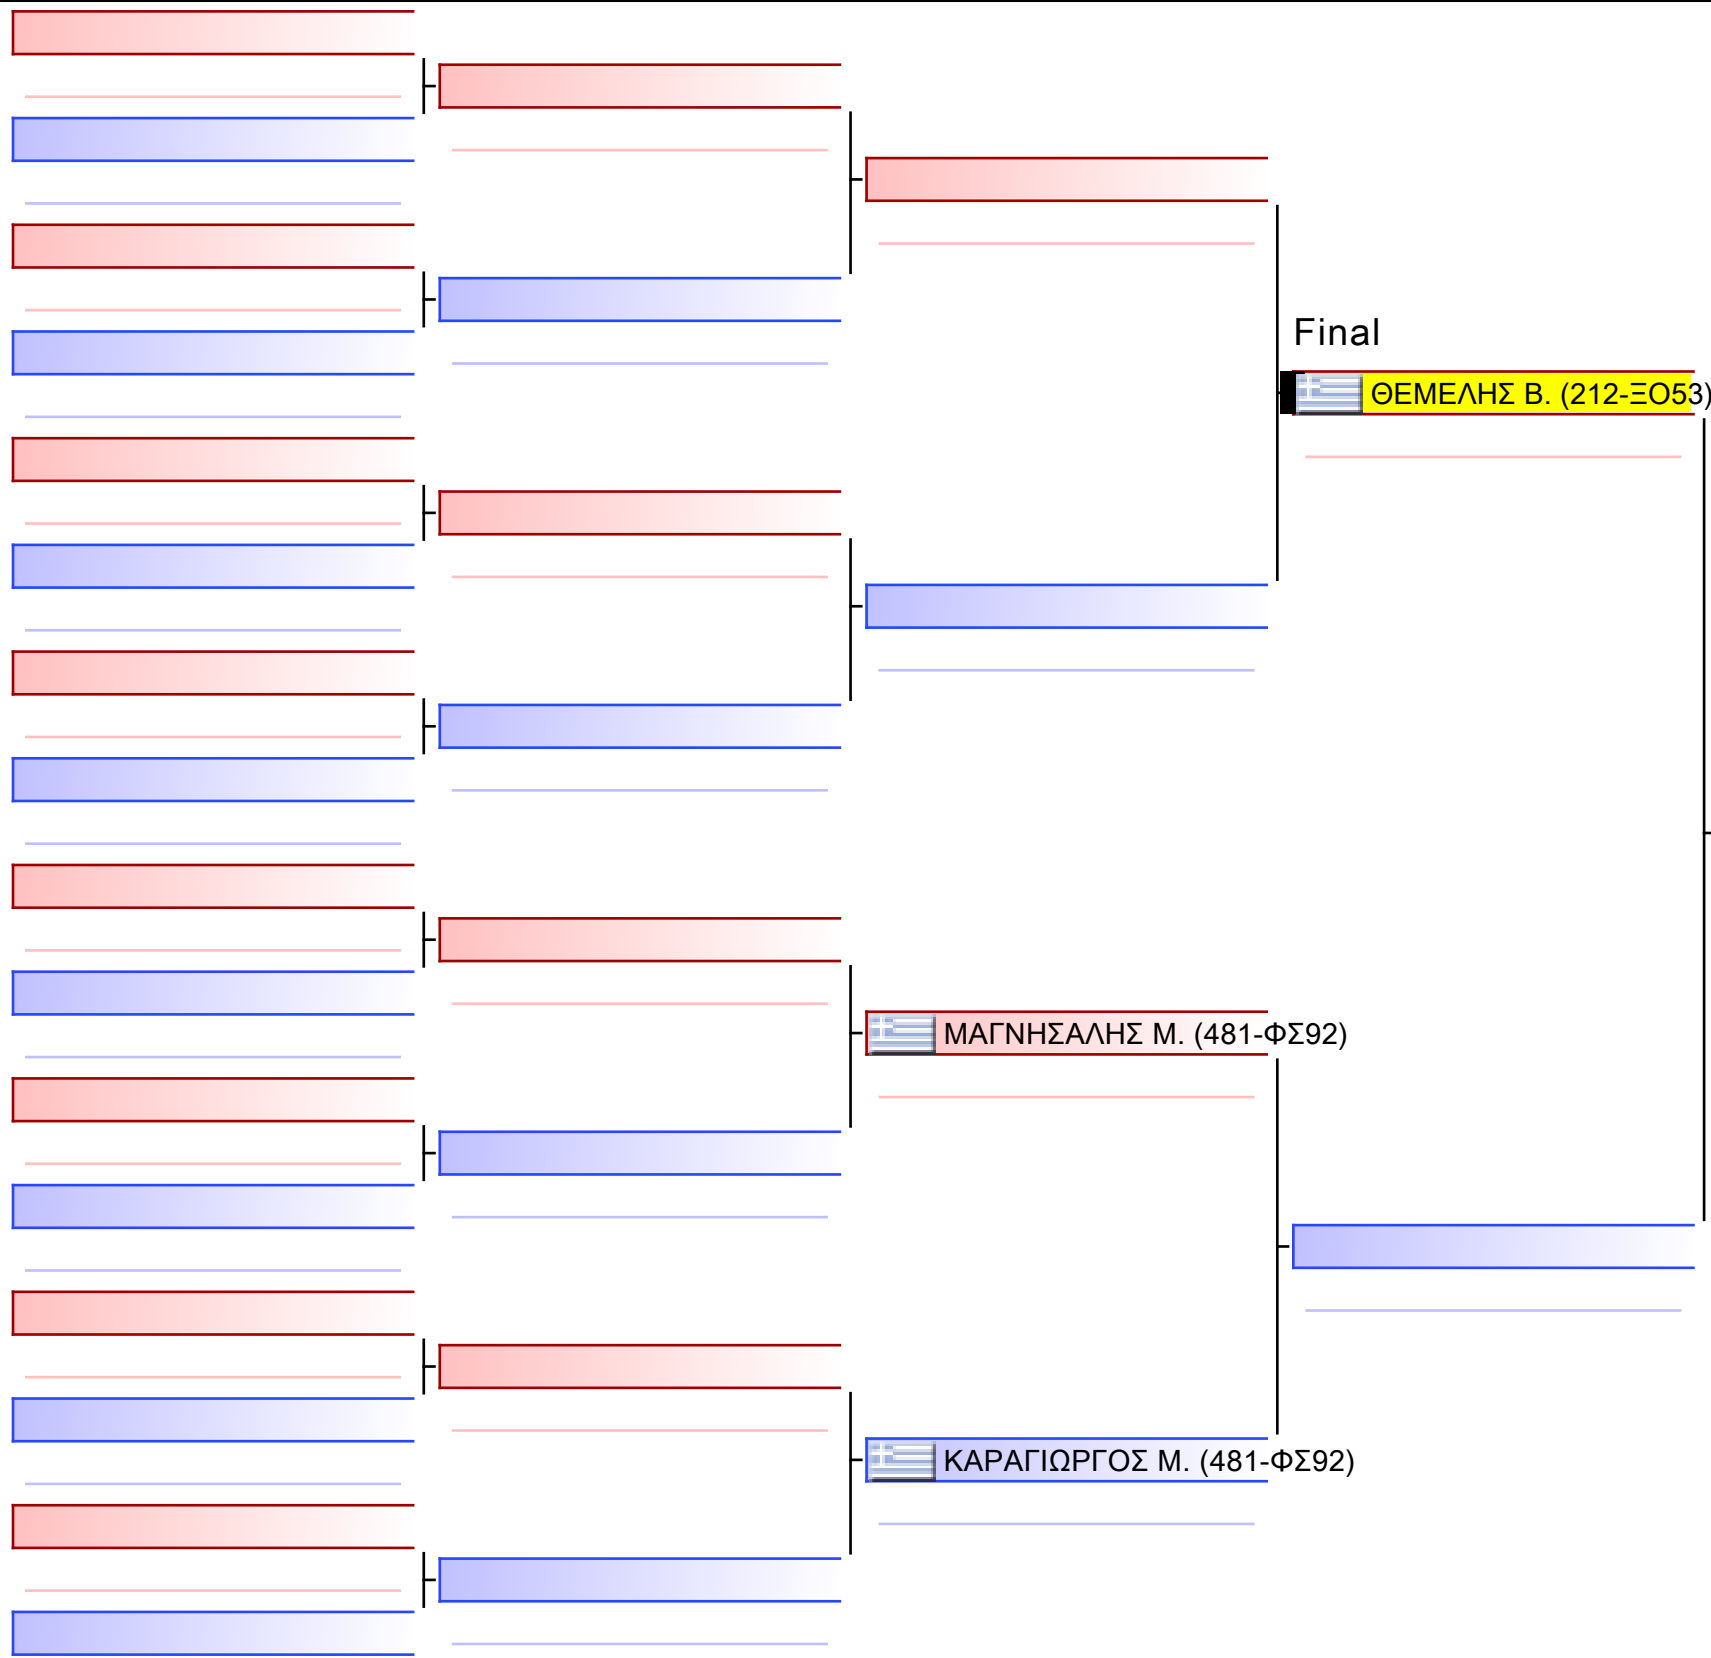 Final
ΘΕΜΕΛΗΣ Β. (212-ΞΟ53)
ΜΑΓΝΗΣΑΛΗΣ Μ. (481-ΦΣ92)
ΚΑΡΑΓΙΩΡΓΟΣ Μ. (481-ΦΣ92)